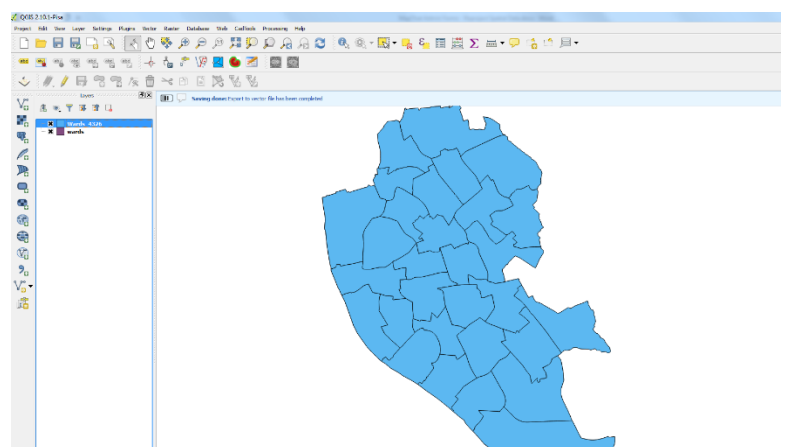 QGIS 2.10.1-Pisa
Project Edit View Layer Settings Plugins Vector Raster Database Web CadTools Processing Help
Layers
Saving done: Export to vector file has been completed
Wards_4326
wards